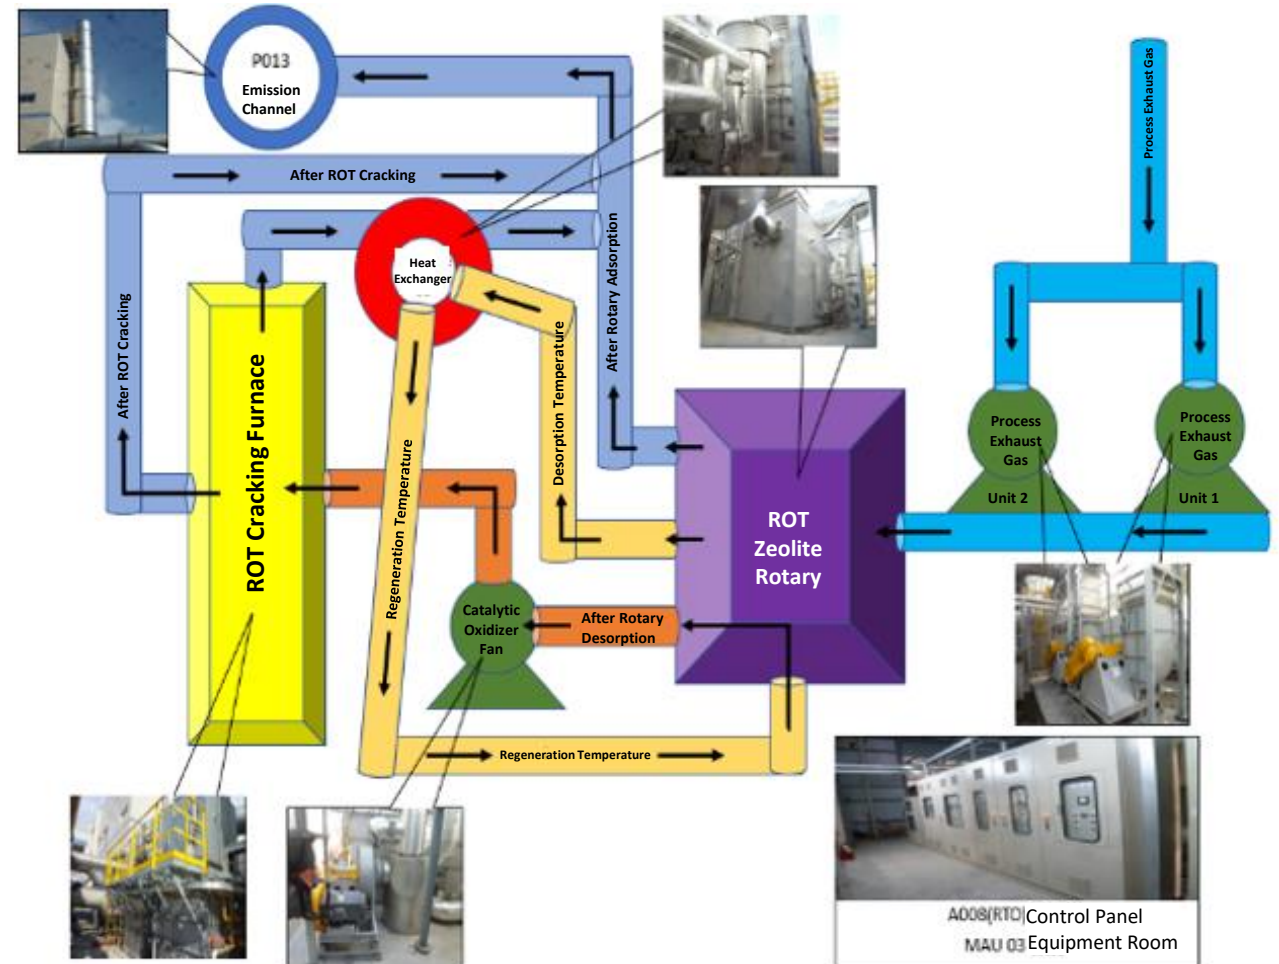 P013
Emission
Channel
Process Exhaust Gas
After ROT Cracking
After Rotary Adsorption
Heat
Exchanger
After ROT Cracking
ROT Cracking Furnace
Desorption Temperature
Regeneration Temperature
Process
Exhaust
Gas
Unit 2
Process
Exhaust
Gas
Unit 1
ROT
Zeolite
Rotary
Catalytic
Oxidizer
Fan
After Rotary
Desorption
Regeneration Temperature
A008(RTO) Control Panel
MAU 03 Equipment Room